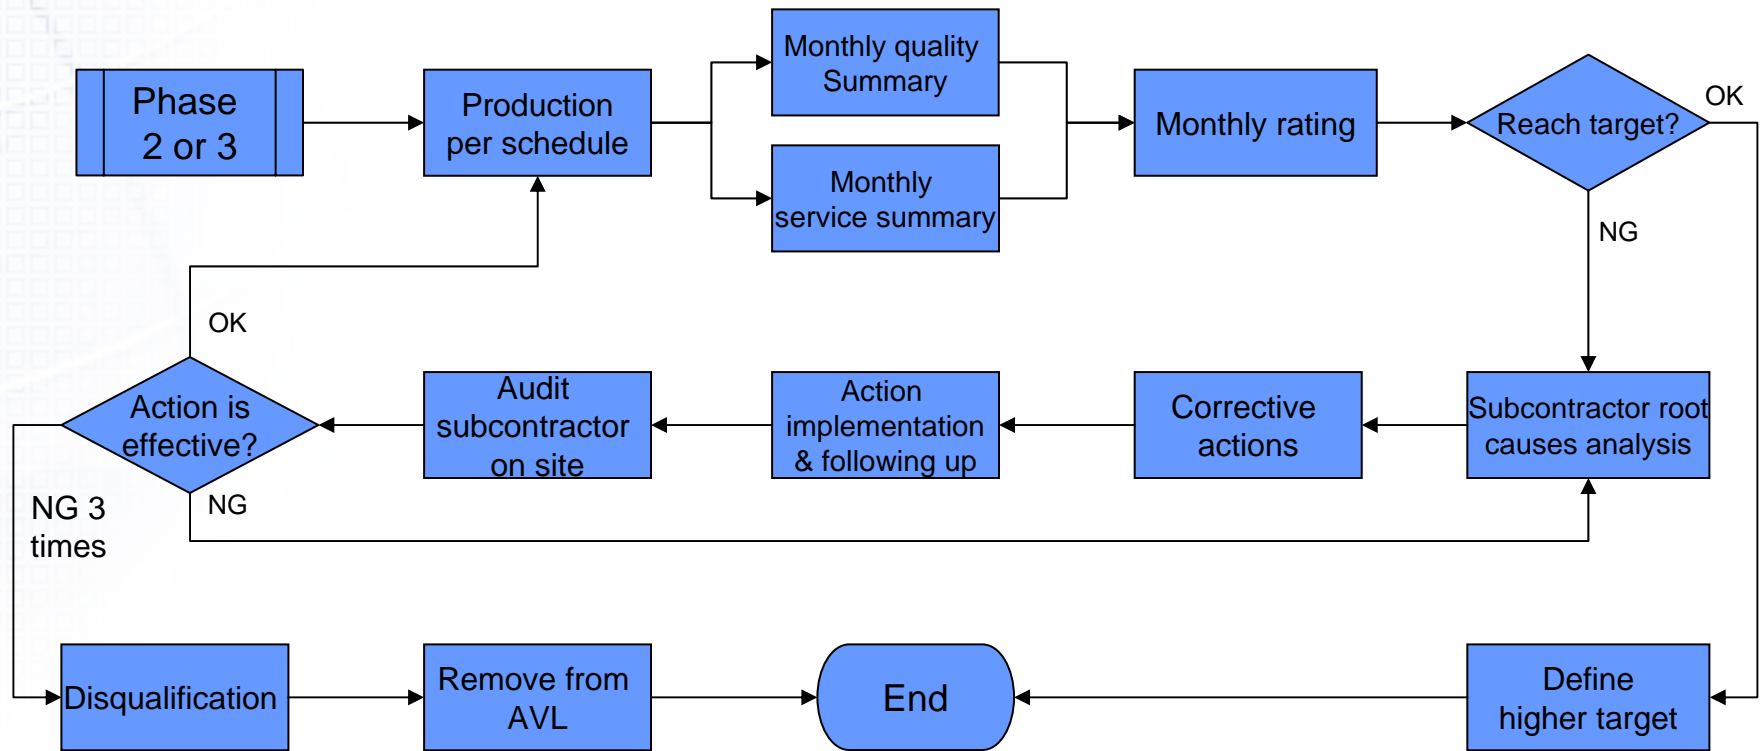 Phase
2 or 3
Production
per schedule
Monthly quality
Summary
Monthly
service summary
Monthly rating
Reach target?
OK
NG
Subcontractor root
causes analysis
Corrective
actions
Action
implementation
& following up
Audit
subcontractor
on site
Action is
effective?
OK
NG
NG 3
times
Disqualification
Remove from
AVL
End
Define
higher target